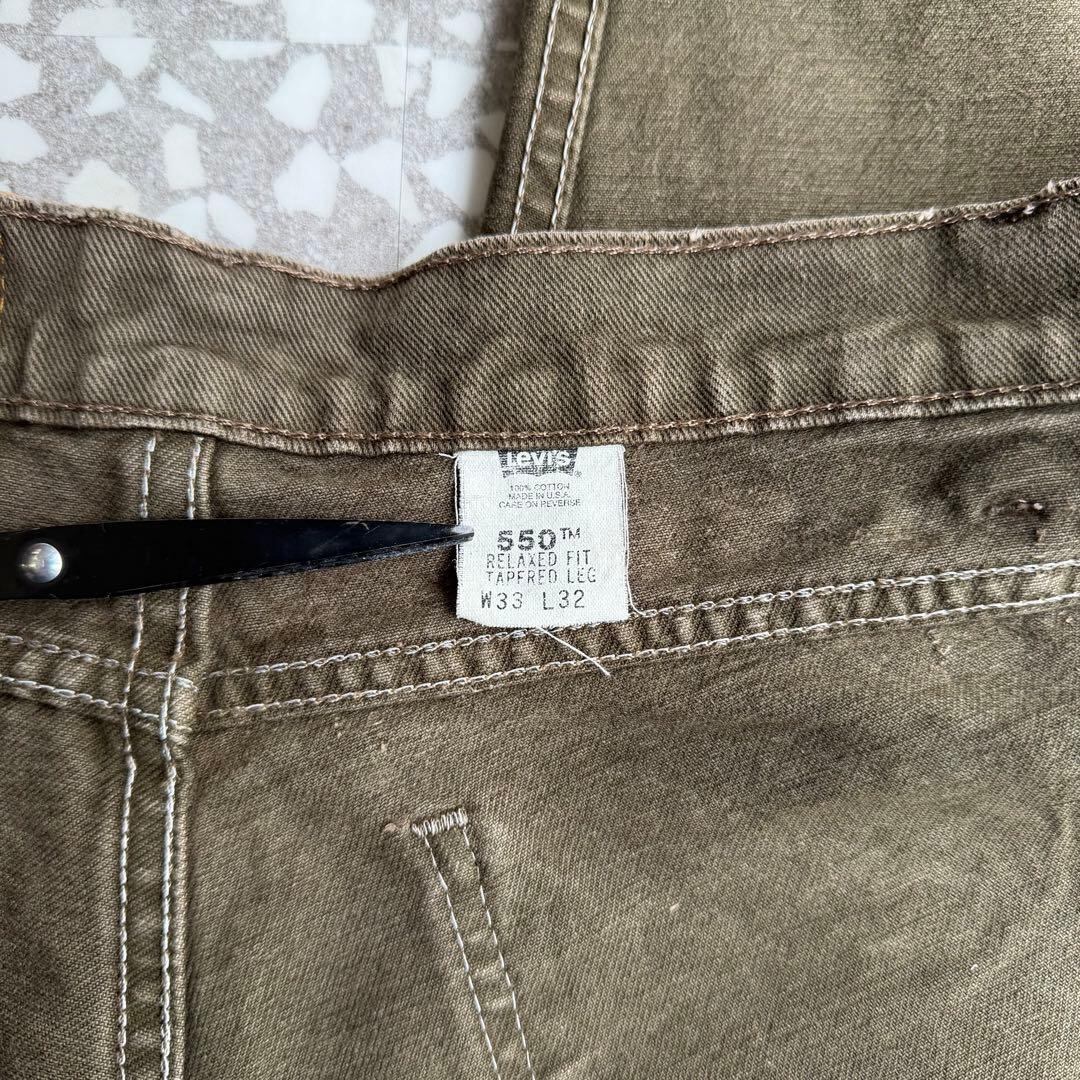 Levi's
100% COTTON
MADE IN U.S.A.
CARE ON REVERSE
550™
RELAXED FIT
TAPERED LEG
W33 L32